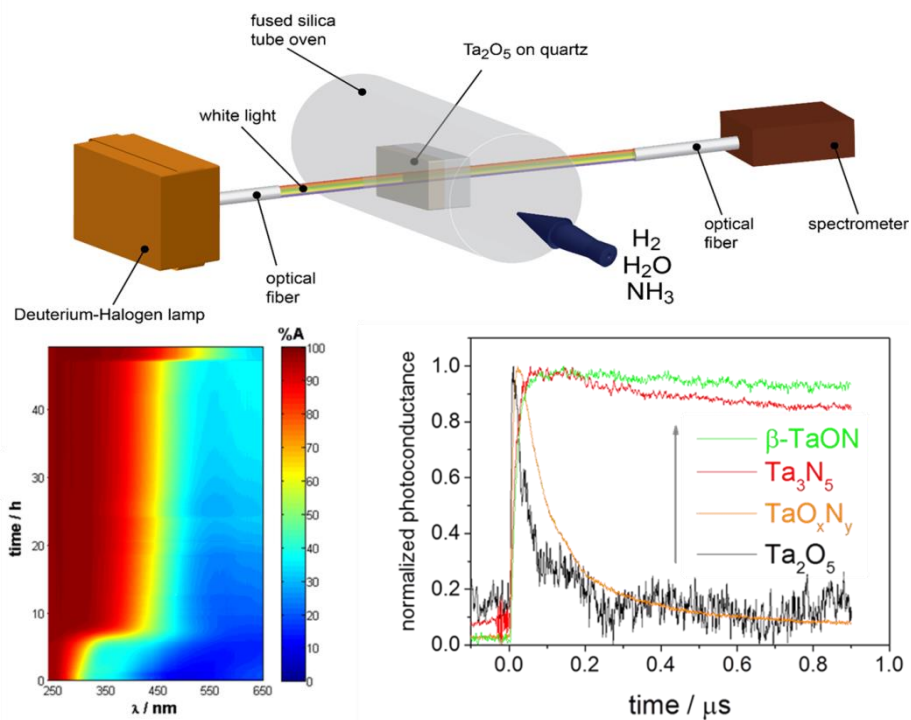 fused silica
tube oven
Ta₂O₅ on quartz
white light
optical
fiber
spectrometer
H₂
H₂O
NH₃
optical
fiber
Deuterium-Halogen lamp
%A
100
90
80
70
60
50
40
30
20
10
0
time / h
40
30
20
10
0
250 350 450 550 650
λ / nm
normalized photoconductance
1.0
0.8
0.6
0.4
0.2
0.0
β-TaON
Ta₃N₅
TaOₓNᵧ
Ta₂O₅
0.0 0.2 0.4 0.6 0.8 1.0
time / μs